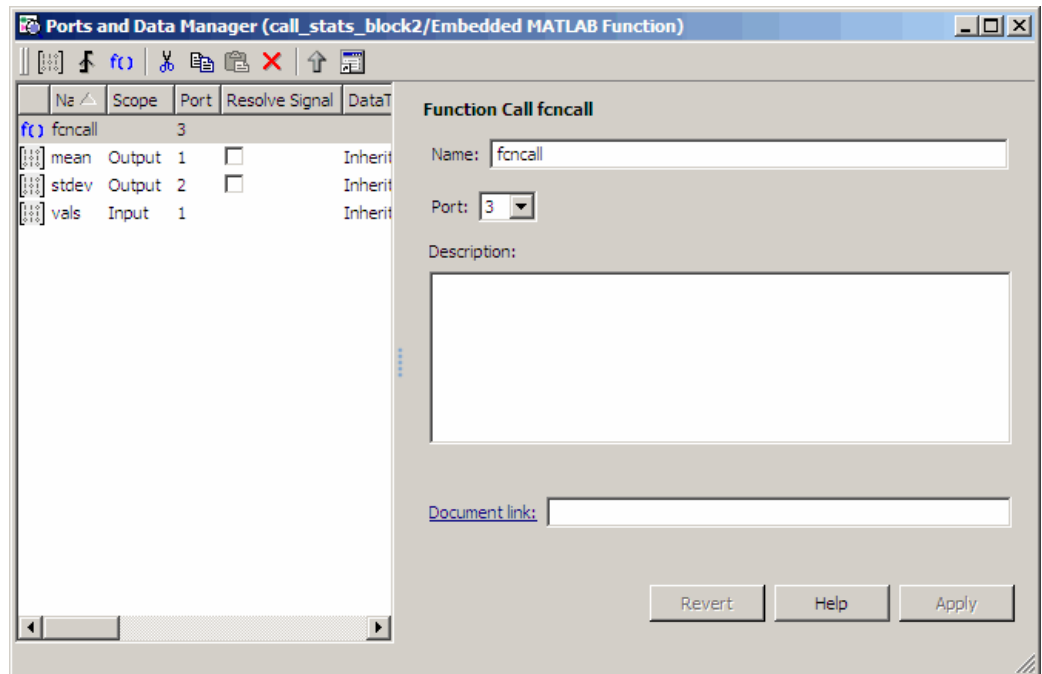 Ports and Data Manager (call_stats_block2/Embedded MATLAB Function)
f()
Na Scope Port Resolve Signal DataT
f() fcncall 3
mean Output 1 Inherit
stdev Output 2 Inherit
vals Input 1 Inherit
Function Call fcncall
Name: fcncall
Port: 3
Description:
Document link:
Revert Help Apply